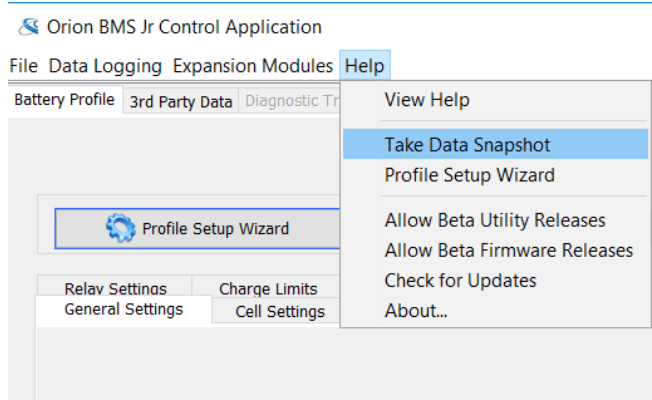 Orion BMS Jr Control Application
File Data Logging Expansion Modules Help
Battery Profile 3rd Party Data Diagnostic Tr
View Help
Take Data Snapshot
Profile Setup Wizard
Allow Beta Utility Releases
Allow Beta Firmware Releases
Check for Updates
About...
Profile Setup Wizard
Relay Settings Charge Limits
General Settings Cell Settings